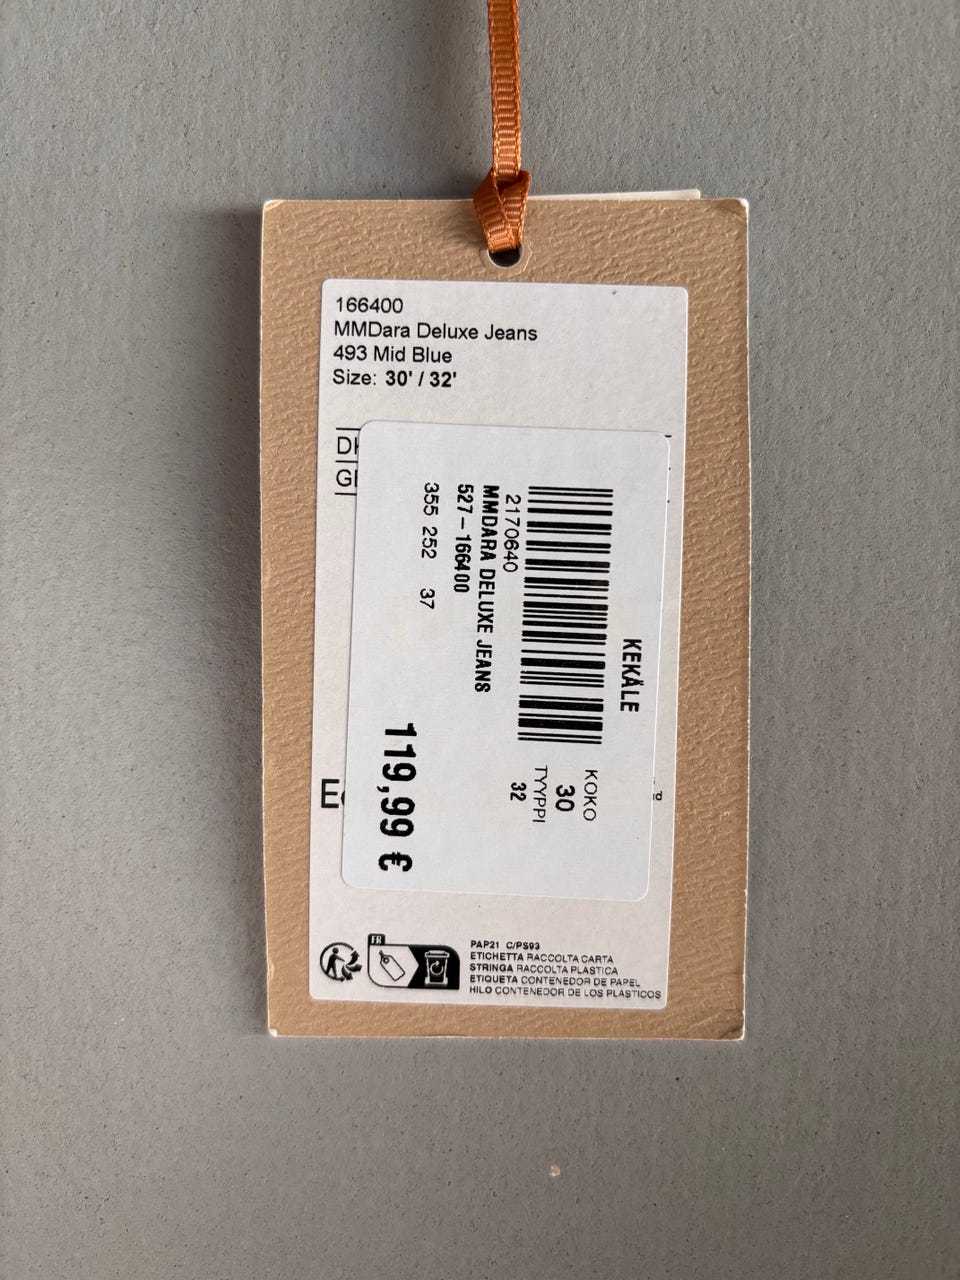 166400
MMDara Deluxe Jeans
493 Mid Blue
Size: 30' / 32'
KEKÄLE
KOKO
30
TYYPPI
32
2170640
MMDARA DELUXE JEANS
527-166400
355 252 37
119,99 €
FR
PAP21 C/PS93
ETICHETTA RACCOLTA CARTA
STRINGA RACCOLTA PLASTICA
ETIQUETA CONTENEDOR DE PAPEL
HILO CONTENEDOR DE LOS PLASTICOS